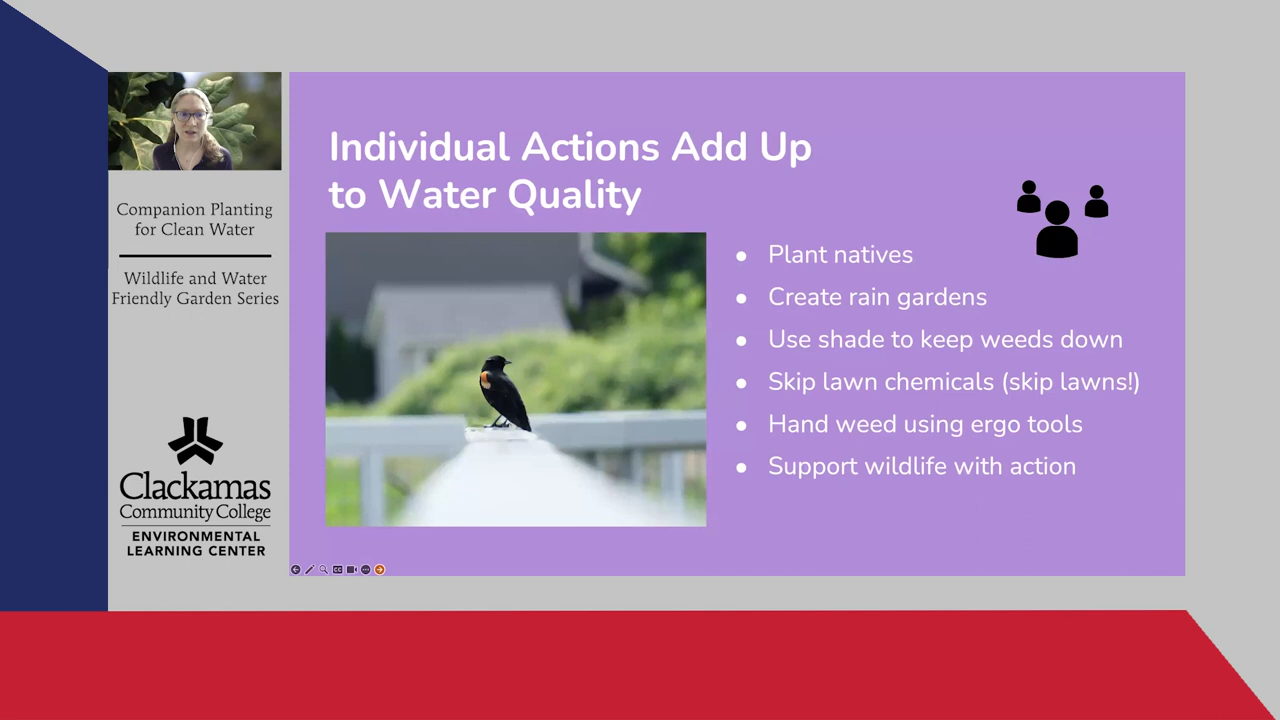 Individual Actions Add Up
to Water Quality
Companion Planting
for Clean Water
Wildlife and Water
Friendly Garden Series
• Plant natives
• Create rain gardens
• Use shade to keep weeds down
• Skip lawn chemicals (skip lawns!)
• Hand weed using ergo tools
• Support wildlife with action
Clackamas
Community College
ENVIRONMENTAL
LEARNING CENTER
CC